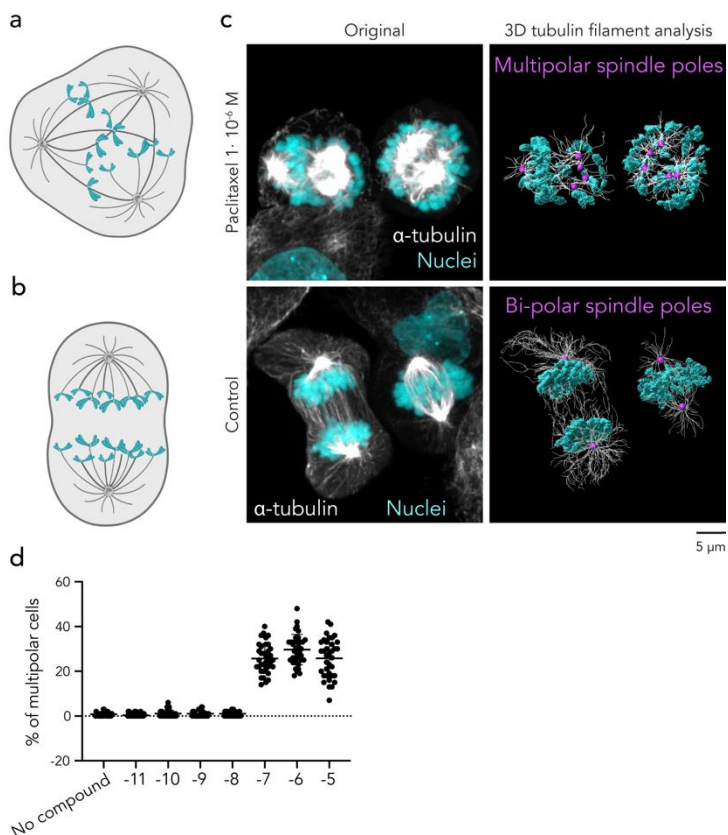 a
b
c
Original
3D tubulin filament analysis
Paclitaxel 1· 10⁻⁶ M
α-tubulin
Nuclei
Multipolar spindle poles
Control
α-tubulin
Nuclei
Bi-polar spindle poles
5 µm
d
% of multipolar cells
60
40
20
0
-20
No compound
-11
-10
-9
-8
-7
-6
-5